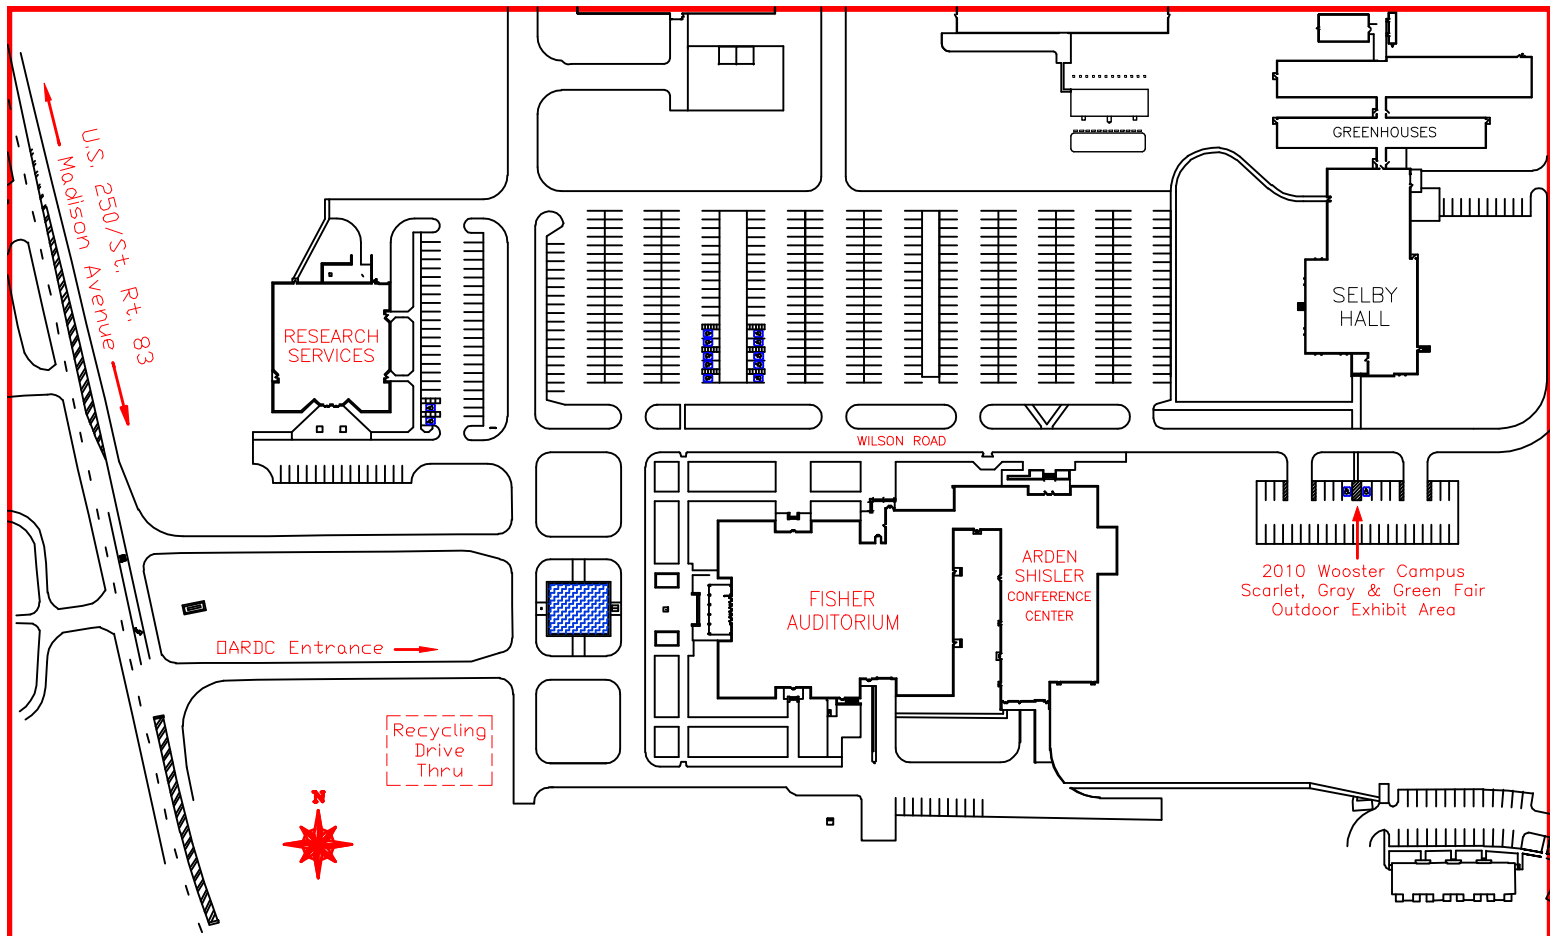 GREENHOUSES
U.S. 250/St. Rt. 83
Madison Avenue
SELBY
HALL
RESEARCH
SERVICES
WILSON ROAD
ARDEN
SHISLER
CONFERENCE
CENTER
FISHER
AUDITORIUM
2010 Wooster Campus
Scarlet, Gray & Green Fair
Outdoor Exhibit Area
OARDC Entrance
Recycling
Drive
Thru
N